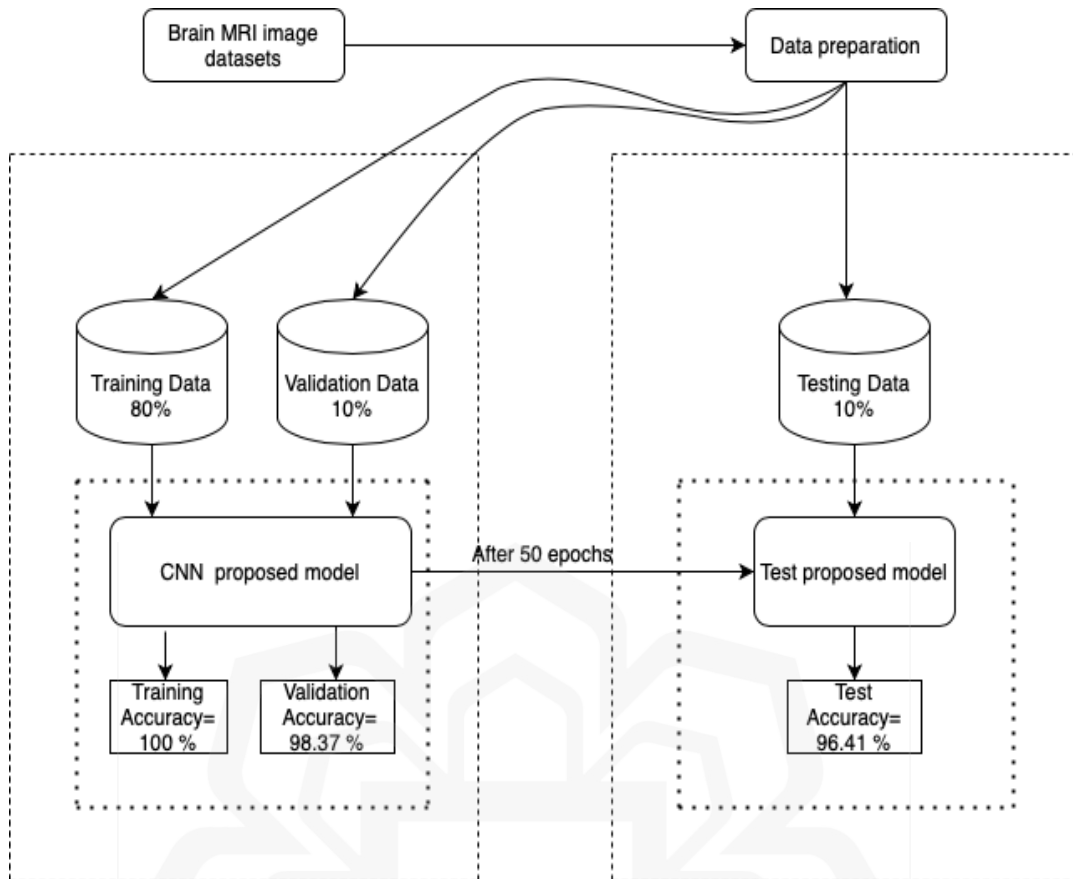 Brain MRI image
datasets
Data preparation
Training Data
80%
Validation Data
10%
Testing Data
10%
CNN proposed model
After 50 epochs
Test proposed model
Training
Accuracy=
100 %
Validation
Accuracy=
98.37 %
Test
Accuracy=
96.41 %